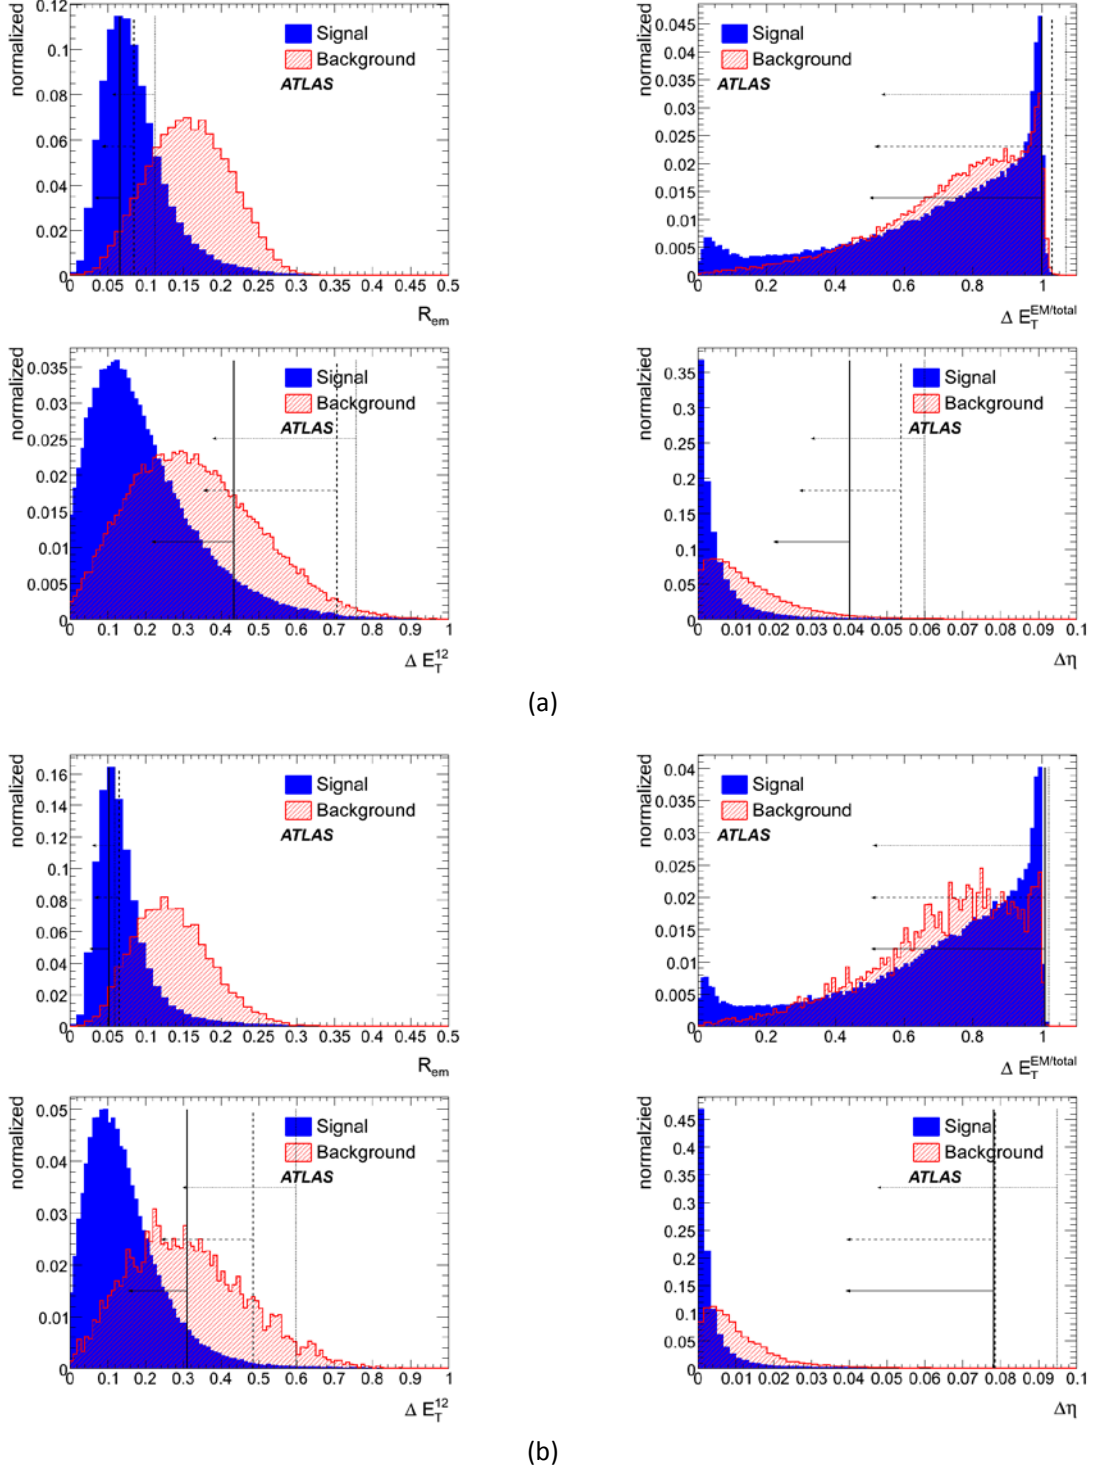 normalized
0.12
0.1
0.08
0.06
0.04
0.02
0
Signal
Background
ATLAS
0 0.05 0.1 0.15 0.2 0.25 0.3 0.35 0.4 0.45 0.5
R_em
normalized
0.045
0.04
0.035
0.03
0.025
0.02
0.015
0.01
0.005
0
Signal
Background
ATLAS
0 0.2 0.4 0.6 0.8 1
Δ E_T^EM/total
normalized
0.035
0.03
0.025
0.02
0.015
0.01
0.005
0
Signal
Background
ATLAS
0 0.1 0.2 0.3 0.4 0.5 0.6 0.7 0.8 0.9 1
Δ E_T^12
normalzied
0.35
0.3
0.25
0.2
0.15
0.1
0.05
0
Signal
Background
ATLAS
0 0.01 0.02 0.03 0.04 0.05 0.06 0.07 0.08 0.09 0.1
Δη
(a)
normalized
0.16
0.14
0.12
0.1
0.08
0.06
0.04
0.02
0
Signal
Background
ATLAS
0 0.05 0.1 0.15 0.2 0.25 0.3 0.35 0.4 0.45 0.5
R_em
normalized
0.04
0.035
0.03
0.025
0.02
0.015
0.01
0.005
0
Signal
Background
ATLAS
0 0.2 0.4 0.6 0.8 1
Δ E_T^EM/total
normalized
0.05
0.04
0.03
0.02
0.01
0
Signal
Background
ATLAS
0 0.1 0.2 0.3 0.4 0.5 0.6 0.7 0.8 0.9 1
Δ E_T^12
normalzied
0.45
0.4
0.35
0.3
0.25
0.2
0.15
0.1
0.05
0
Signal
Background
ATLAS
0 0.01 0.02 0.03 0.04 0.05 0.06 0.07 0.08 0.09 0.1
Δη
(b)